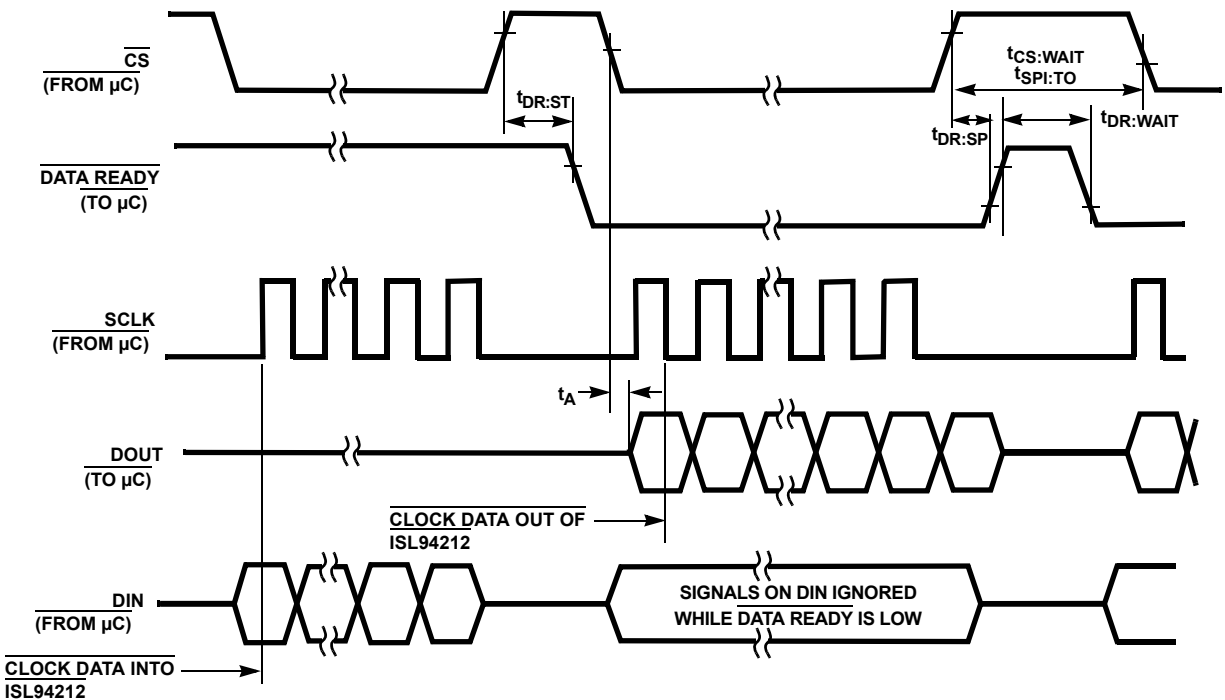 CS
(FROM µC)
tDR:ST
tCS:WAIT
tSPI:TO
tDR:SP
tDR:WAIT
DATA READY
(TO µC)
SCLK
(FROM µC)
tA
DOUT
(TO µC)
CLOCK DATA OUT OF
ISL94212
DIN
(FROM µC)
SIGNALS ON DIN IGNORED
WHILE DATA READY IS LOW
CLOCK DATA INTO
ISL94212